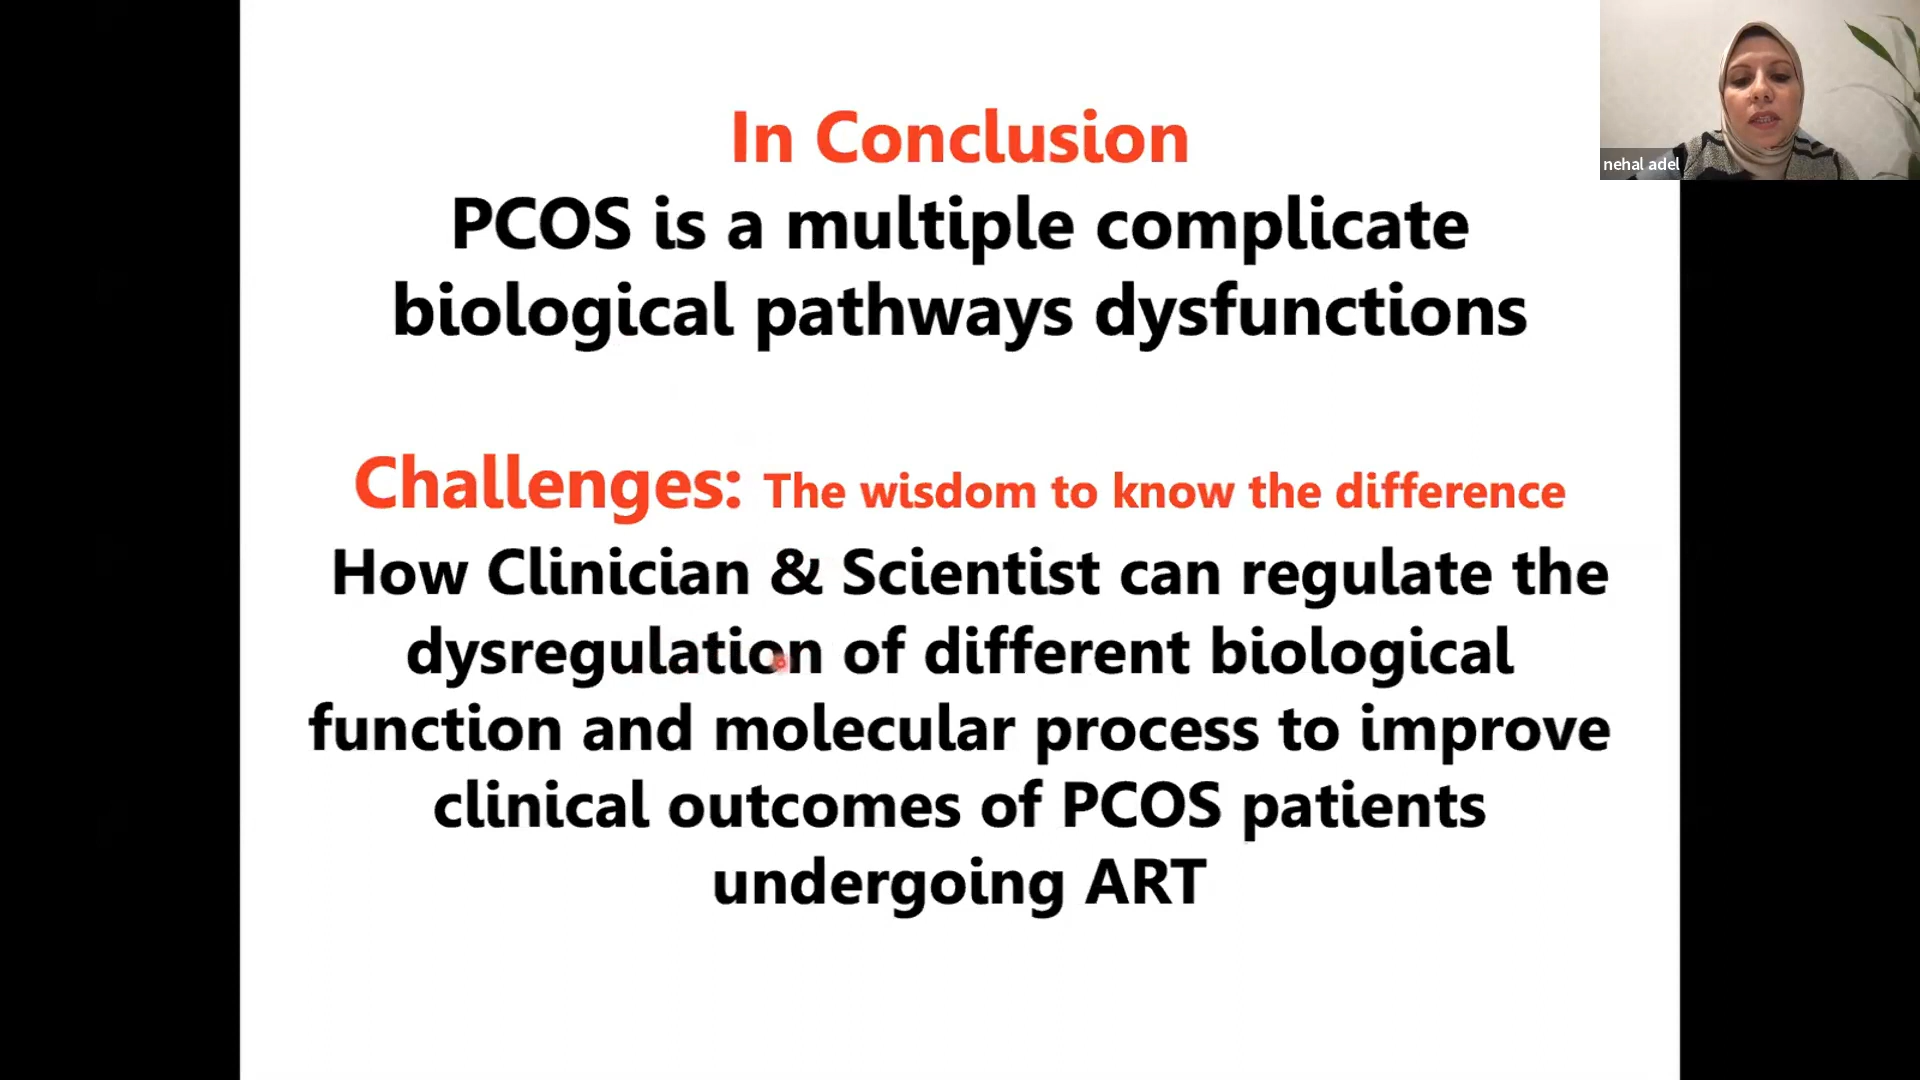 In Conclusion
PCOS is a multiple complicate
biological pathways dysfunctions
Challenges: The wisdom to know the difference
How Clinician & Scientist can regulate the
dysregulation of different biological
function and molecular process to improve
clinical outcomes of PCOS patients
undergoing ART
nehal adel